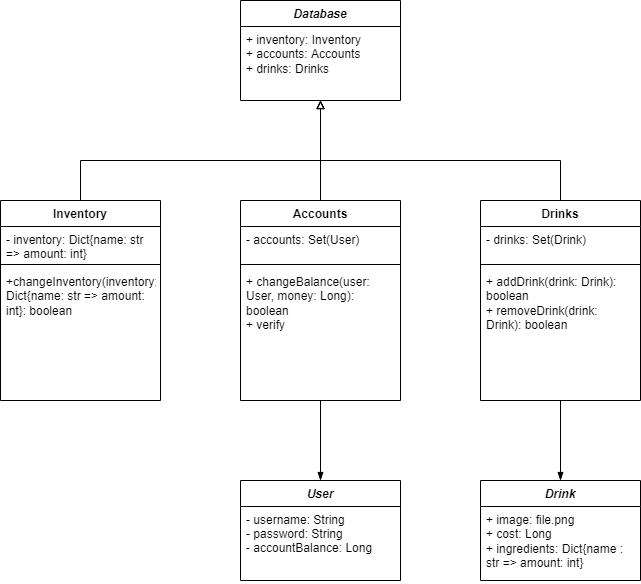 Database
+ inventory: Inventory
+ accounts: Accounts
+ drinks: Drinks
Inventory
- inventory: Dict{name: str
=> amount: int}
+changeInventory(inventory:
Dict{name: str => amount:
int}: boolean
Accounts
- accounts: Set(User)
+ changeBalance(user:
User, money: Long):
boolean
+ verify
Drinks
- drinks: Set(Drink)
+ addDrink(drink: Drink):
boolean
+ removeDrink(drink:
Drink): boolean
User
- username: String
- password: String
- accountBalance: Long
Drink
+ image: file.png
+ cost: Long
+ ingredients: Dict{name :
str => amount: int}